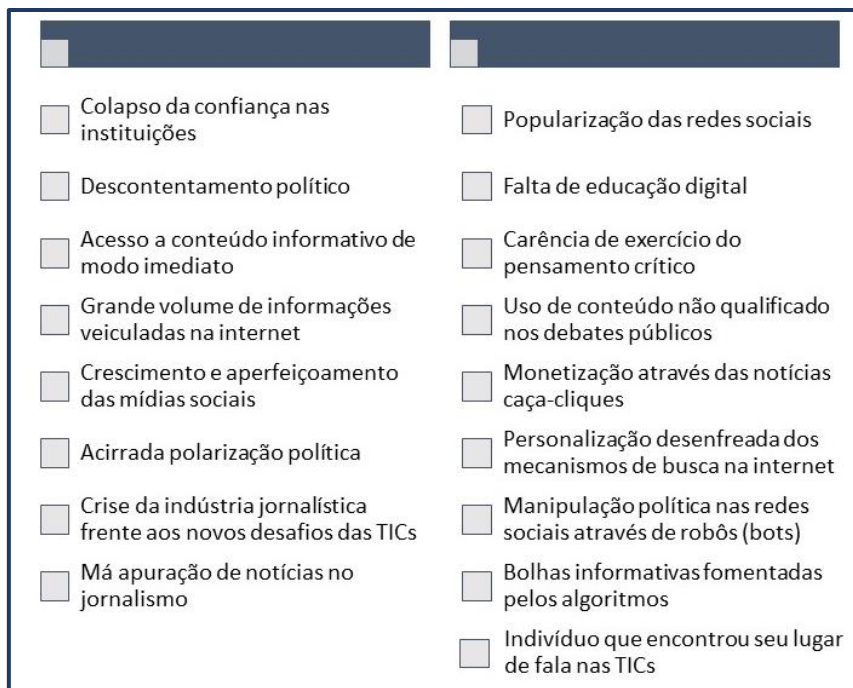 Colapso da confiança nas
instituições
Descontentamento político
Acesso a conteúdo informativo de
modo imediato
Grande volume de informações
veiculadas na internet
Crescimento e aperfeiçoamento
das mídias sociais
Acirrada polarização política
Crise da indústria jornalística
frente aos novos desafios das TICs
Má apuração de notícias no
jornalismo
Popularização das redes sociais
Falta de educação digital
Carência de exercício do
pensamento crítico
Uso de conteúdo não qualificado
nos debates públicos
Monetização através das notícias
caça-cliques
Personalização desenfreada dos
mecanismos de busca na internet
Manipulação política nas redes
sociais através de robôs (bots)
Bolhas informativas fomentadas
pelos algoritmos
Indivíduo que encontrou seu lugar
de fala nas TICs